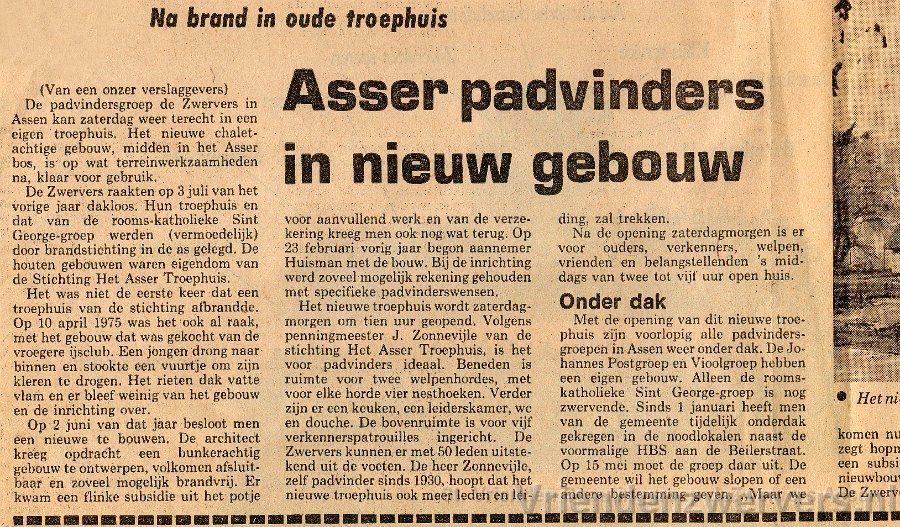 Na brand in oude troephuis
Asser padvinders
in nieuw gebouw
(Van een onzer verslaggevers)
De padvindersgroep de Zwervers in
Assen kan zaterdag weer terecht in een
eigen troephuis. Het nieuwe chalet-
achtige gebouw, midden in het Asser
bos, is op wat terreinwerkzaamheden
na, klaar voor gebruik.
De Zwervers raakten op 3 juli van het
vorige jaar dakloos. Hun troephuis en
dat van de rooms-katholieke Sint
George-groep werden (vermoedelijk)
door brandstichting in de as gelegd. De
houten gebouwen waren eigendom van
de Stichting Het Asser Troephuis.
Het was niet de eerste keer dat een
troephuis van de stichting afbrandde.
Op 10 april 1975 was het ook al raak,
met het gebouw dat was gekocht van de
vroegere ijsclub. Een jongen drong naar
binnen en stookte een vuurtje om zijn
kleren te drogen. Het rieten dak vatte
vlam en er bleef weinig van het gebouw
en de inrichting over.
Op 2 juni van dat jaar besloot men
een nieuwe te bouwen. De architect
kreeg opdracht een bunkerachtig
gebouw te ontwerpen, volkomen afsluit-
baar en zoveel mogelijk brandvrij. Er
kwam een flinke subsidie uit het potje
voor aanvullend werk en van de verze-
kering kreeg men ook nog wat terug. Op
23 februari vorig jaar begon aannemer
Huisman met de bouw. Bij de inrichting
werd zoveel mogelijk rekening gehouden
met specifieke padvinderswensen.
Het nieuwe troephuis wordt zaterdag-
morgen om tien uur geopend. Volgens
penningmeester J. Zonnevijle van de
stichting Het Asser Troephuis, is het
voor padvinders ideaal. Beneden is
ruimte voor twee welpenhordes, met
voor elke horde vier nesthoeken. Verder
zijn er een keuken, een leiderskamer, wc
en douche. De bovenruimte is voor vijf
verkennerspatrouilles ingericht. De
Zwervers kunnen er met 50 leden uitste-
kend uit de voeten. De heer Zonnevijle,
zelf padvinder sinds 1930, hoopt dat het
nieuwe troephuis ook meer leden en lei-
ding, zal trekken.
Na de opening zaterdagmorgen is er
voor ouders, verkenners, welpen,
vrienden en belangstellenden 's mid-
dags van twee tot vijf uur open huis.
Onder dak
Met de opening van dit nieuwe troe-
phuis zijn voorlopig alle padvinders-
groepen in Assen weer onder dak. De Jo-
hannes Postgroep en Vioolgroep hebben
een eigen gebouw. Alleen de rooms-
katholieke Sint George-groep is nog
zwervende. Sinds 1 januari heeft men
van de gemeente tijdelijk onderdak
gekregen in de noodlokalen naast de
voormalige HBS aan de Beilerstraat.
Op 15 mei moet de groep daar uit. De
gemeente wil het gebouw slopen of een
andere bestemming geven. „Maar we
● Het ni
komen nu
zegt hopm
een subsi
nieuwbou
De Zwerv
Vriendenzwervers.nl